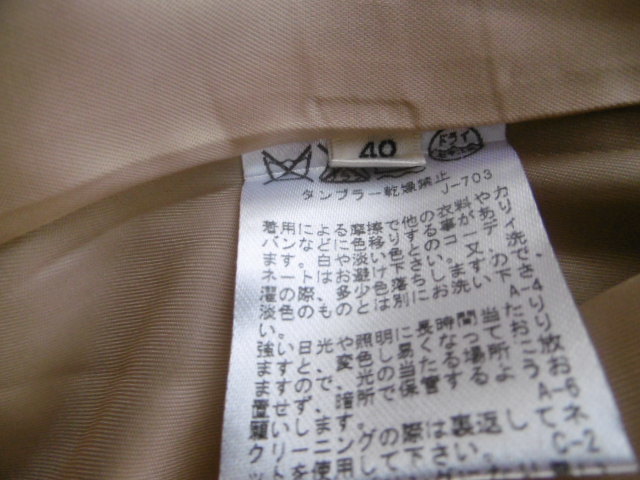 40
ドライ
タンブラー乾燥禁止 J-703
着用による摩擦で他の衣料やカ
バンなどに色移りする事があり
ます。白や淡い色とのコーディ
ネートはお避け下さい。又、洗
濯の際、多少色落ちしますので、
淡色のものとは別にお洗い下さ
い。 A-4
強い日光や照明に長時間当たり
ますと、変色し易くなっており
ますので、光の当たる場所に放
置せず、暗所で保管するようお
願いします。 A-6
クリーニングの際は裏返してネ
ットを使用して C-2